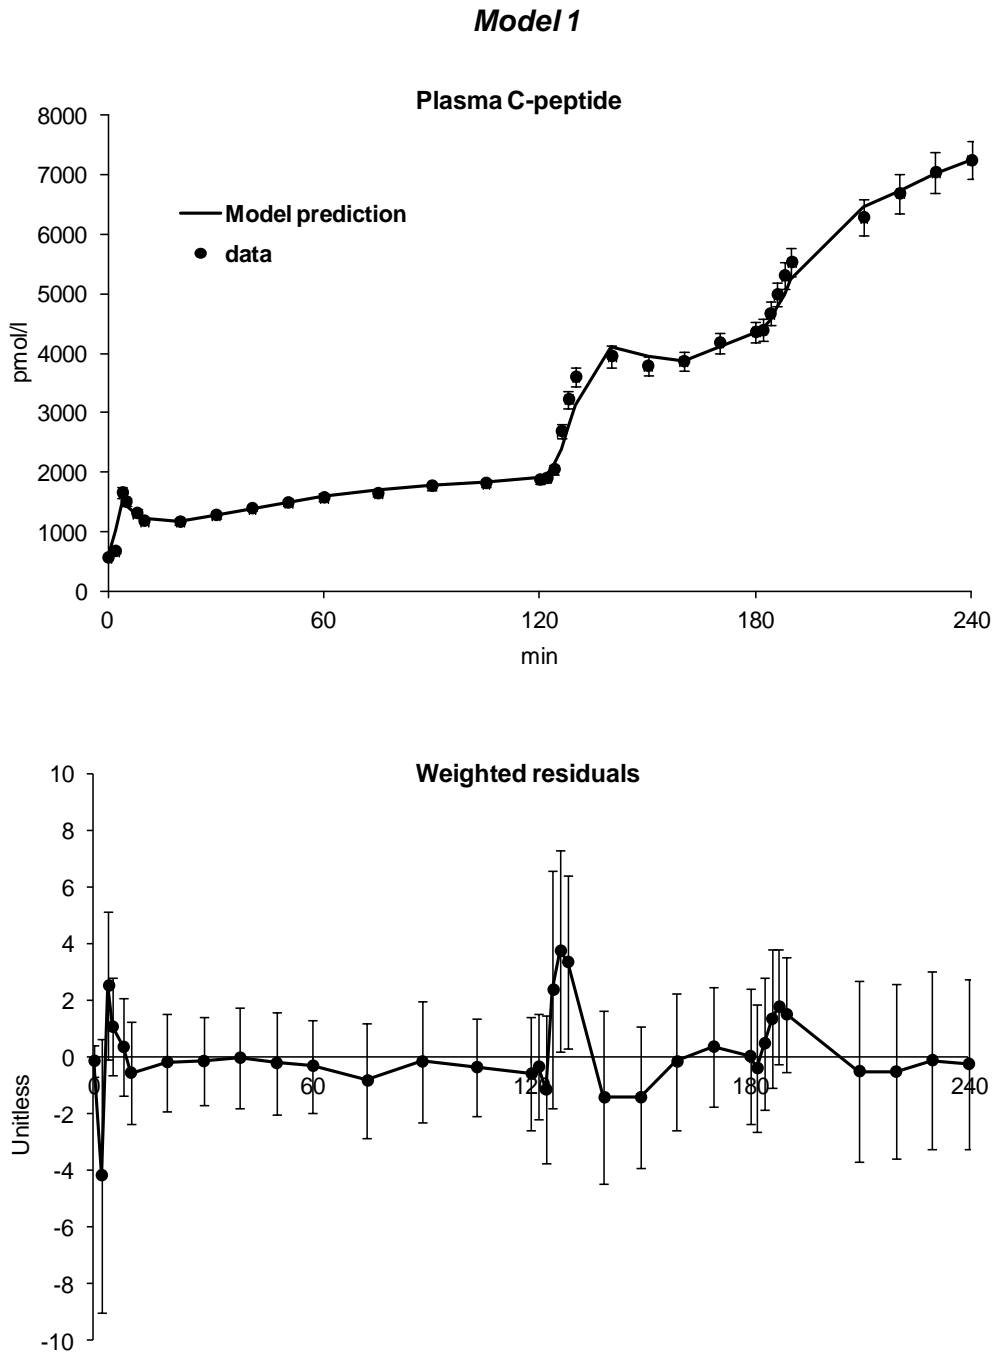 Model 1
Plasma C-peptide
8000
7000
6000
5000
4000
3000
2000
1000
0
pmol/l
Model prediction
data
0 60 120 180 240
min
Weighted residuals
10
8
6
4
2
0
-2
-4
-6
-8
-10
Unitless
0 60 120 180 240